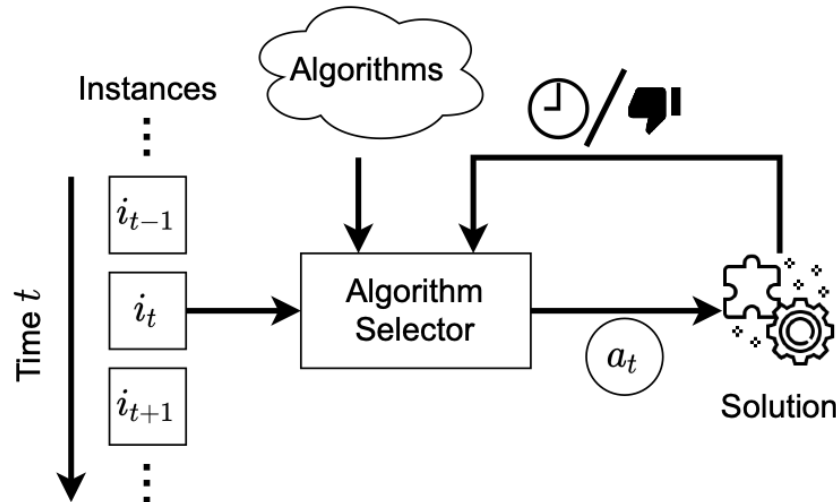 Algorithms
Instances
⋮
i_{t-1}
i_t
i_{t+1}
⋮
Time t
Algorithm
Selector
a_t
Solution